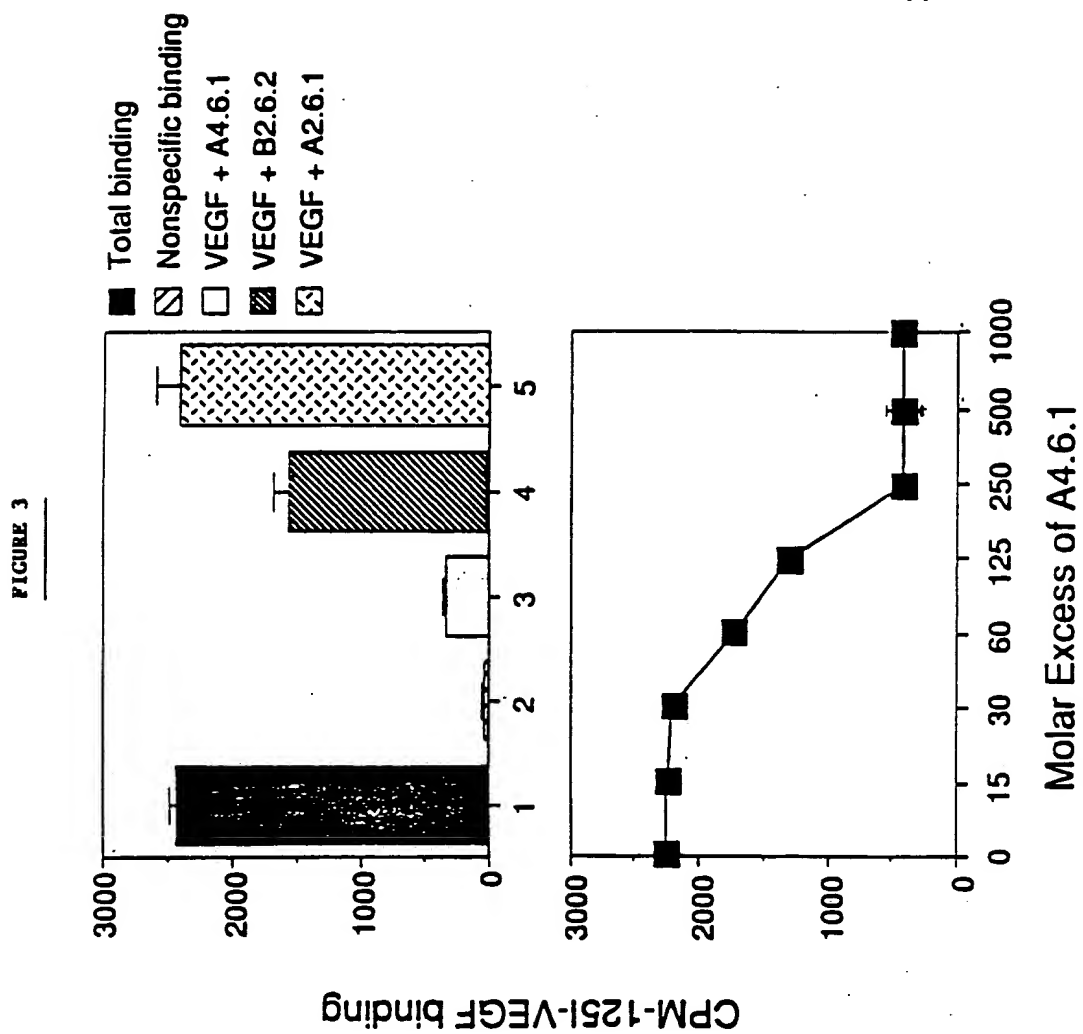 FIGURE 3
Total binding
Nonspecific binding
VEGF + A4.6.1
VEGF + B2.6.2
VEGF + A2.6.1
3000
2000
1000
0
1 2 3 4 5
CPM-125I-VEGF binding
3000
2000
1000
0
0 15 30 60 125 250 500 1000
Molar Excess of A4.6.1